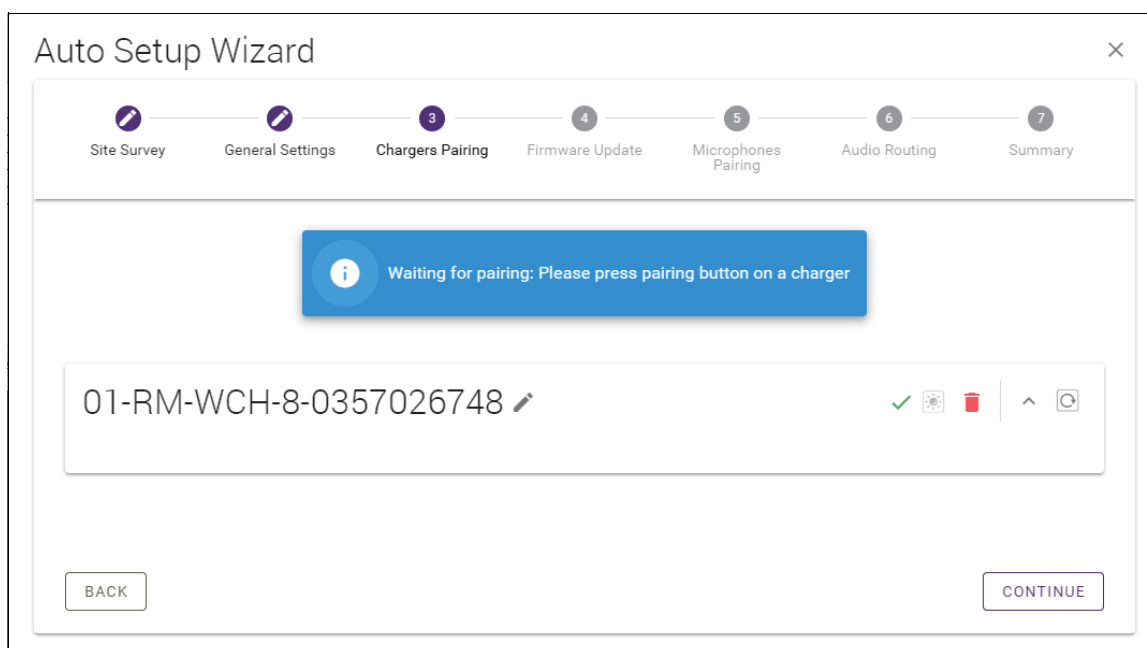 Auto Setup Wizard
3
4
5
6
7
Site Survey
General Settings
Chargers Pairing
Firmware Update
Microphones
Pairing
Audio Routing
Summary
Waiting for pairing: Please press pairing button on a charger
01-RM-WCH-8-0357026748
BACK
CONTINUE